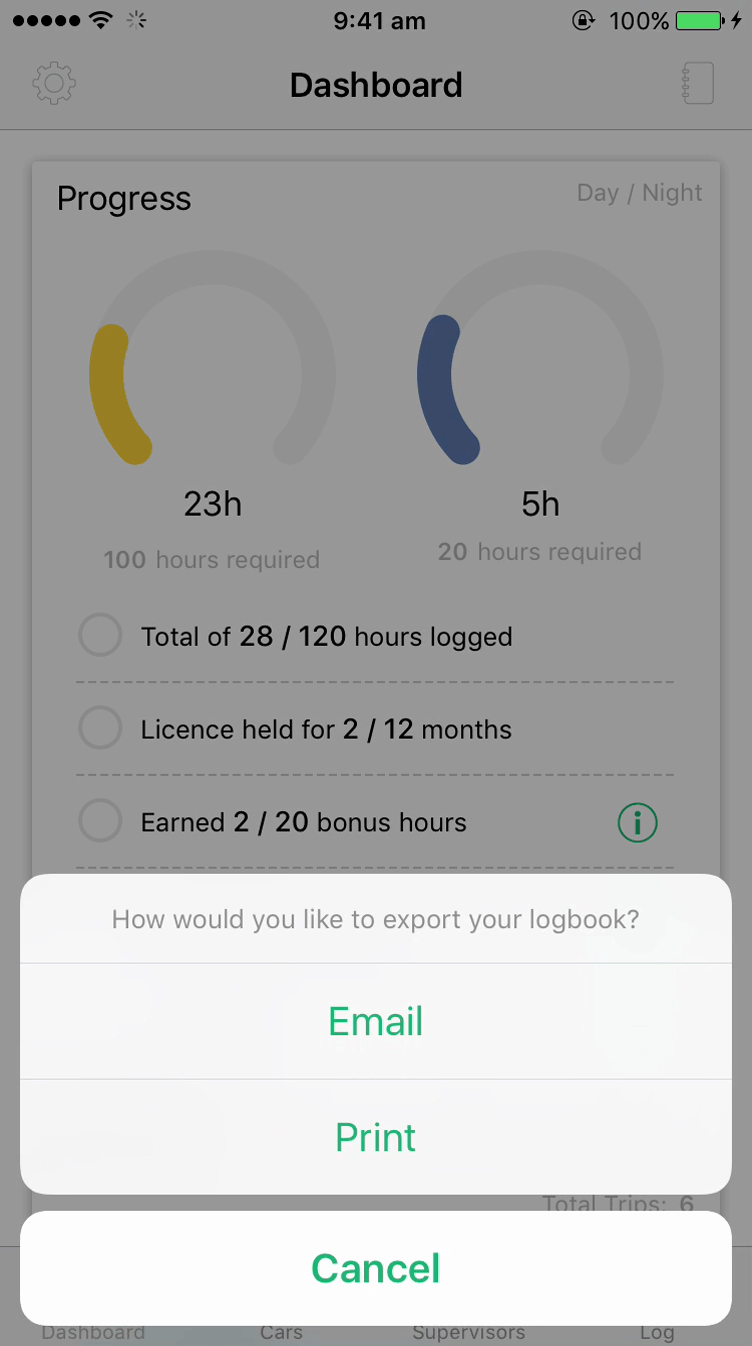 9:41 am
100%
Dashboard
Progress
Day / Night
23h
5h
100 hours required
20 hours required
Total of 28 / 120 hours logged
Licence held for 2 / 12 months
Earned 2 / 20 bonus hours
i
How would you like to export your logbook?
Email
Print
Total Trips: 6
Cancel
Dashboard Cars Supervisors Log